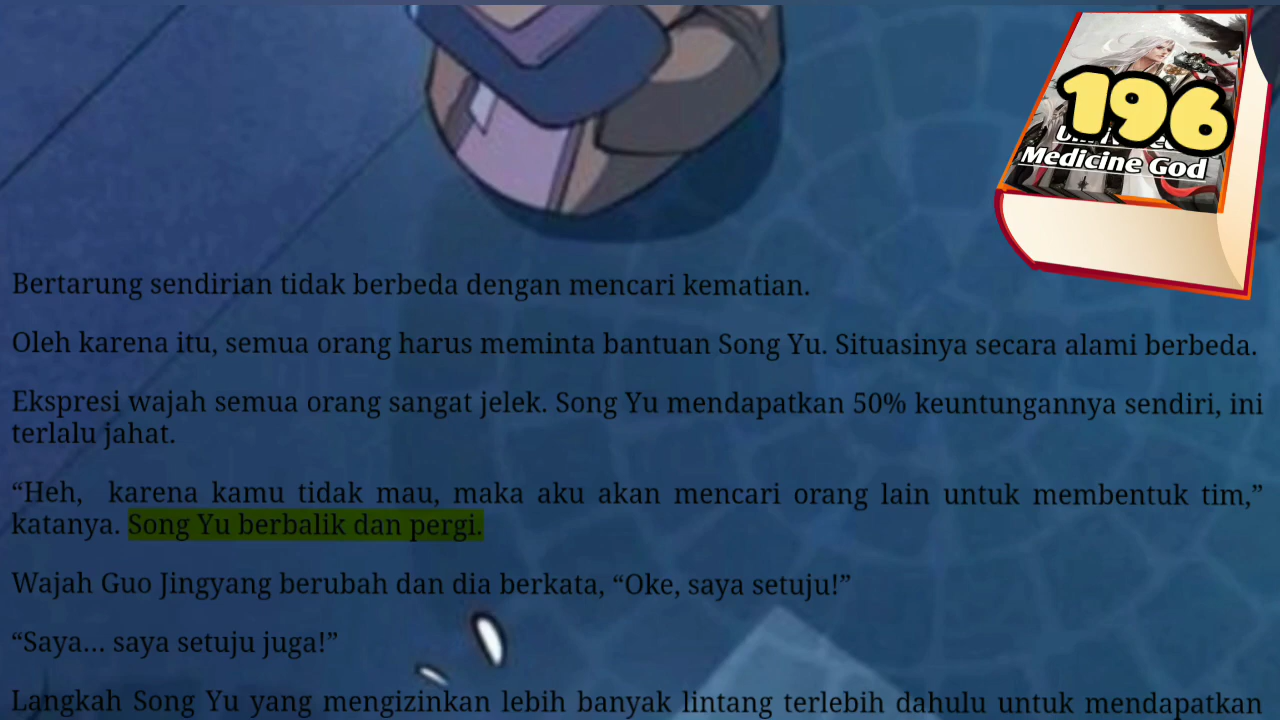 196
Medicine God
Bertarung sendirian tidak berbeda dengan mencari kematian.
Oleh karena itu, semua orang harus meminta bantuan Song Yu. Situasinya secara alami berbeda.
Ekspresi wajah semua orang sangat jelek. Song Yu mendapatkan 50% keuntungannya sendiri, ini
terlalu jahat.
“Heh, karena kamu tidak mau, maka aku akan mencari orang lain untuk membentuk tim,”
katanya. Song Yu berbalik dan pergi.
Wajah Guo Jingyang berubah dan dia berkata, “Oke, saya setuju!”
“Saya… saya setuju juga!”
Langkah Song Yu yang mengizinkan lebih banyak lintang terlebih dahulu untuk mendapatkan